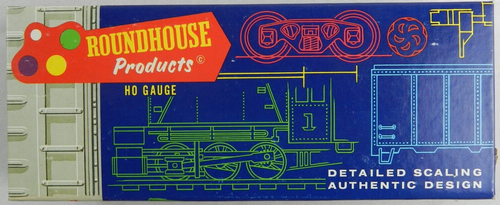 ROUNDHOUSE
Products ©
HO GAUGE
1
DETAILED SCALING
AUTHENTIC DESIGN